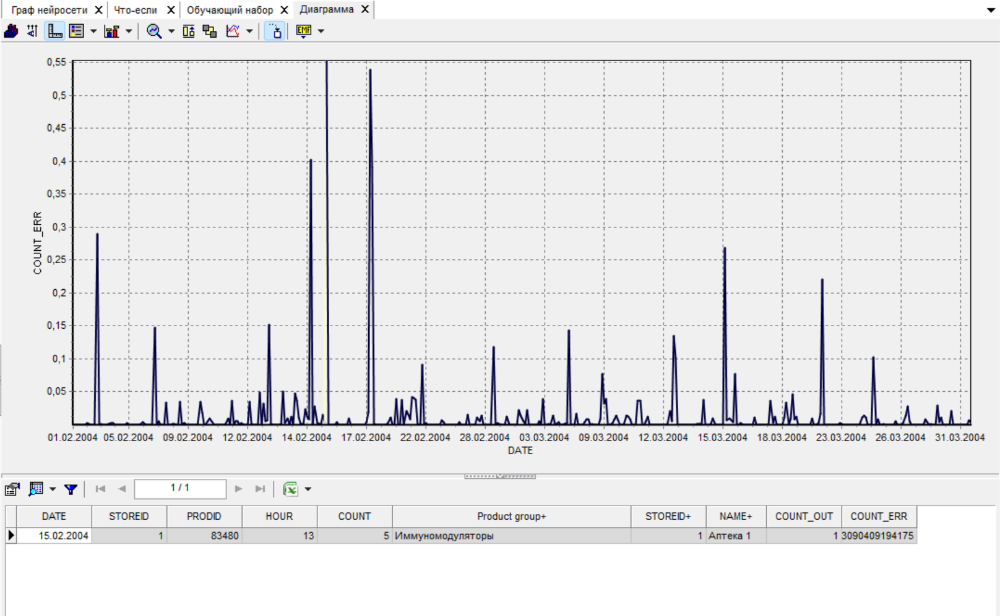 Граф нейросети X Что-если X Обучающий набор X Диаграмма X
EMF
0,55
0,5
0,45
0,4
0,35
0,3
0,25
0,2
0,15
0,1
0,05
COUNT_ERR
01.02.2004 05.02.2004 09.02.2004 12.02.2004 14.02.2004 17.02.2004 22.02.2004 28.02.2004 03.03.2004 09.03.2004 12.03.2004 15.03.2004 18.03.2004 23.03.2004 26.03.2004 31.03.2004
DATE
1 / 1
DATE STOREID PRODID HOUR COUNT Product group+ STOREID+ NAME+ COUNT_OUT COUNT_ERR
15.02.2004 1 83480 13 5 Иммуномодуляторы 1 Аптека 1 1 3090409194175